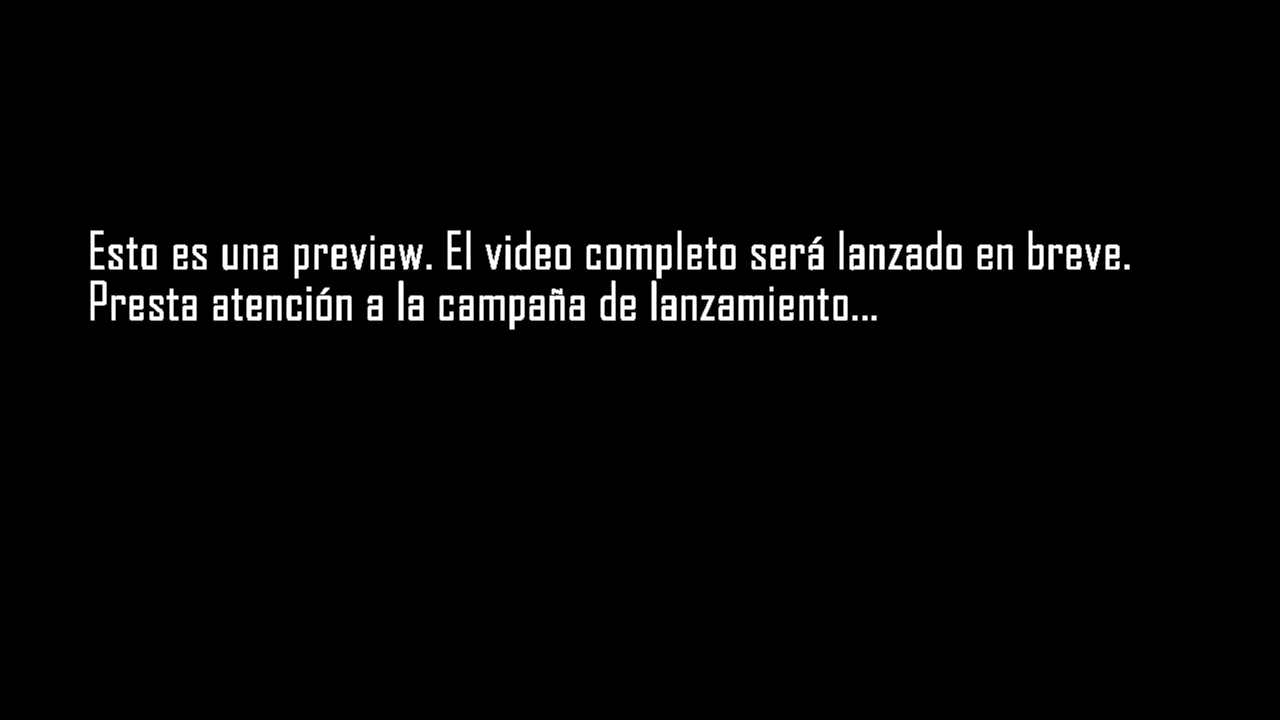 Esto es una preview. El video completo será lanzado en breve.
Presta atención a la campaña de lanzamiento...